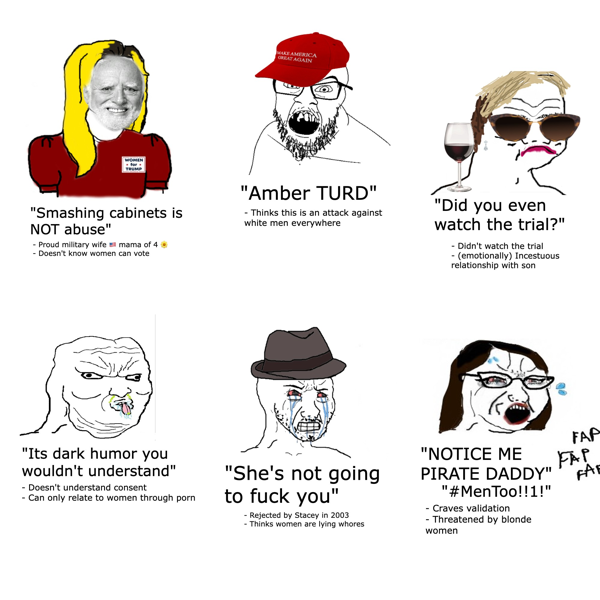 MAKE AMERICA
GREAT AGAIN
WOMEN
for
TRUMP
"Smashing cabinets is
NOT abuse"
- Proud military wife 🇺🇸 mama of 4 🌻
- Doesn't know women can vote
"Amber TURD"
- Thinks this is an attack against
white men everywhere
"Did you even
watch the trial?"
- Didn't watch the trial
- (emotionally) Incestuous
relationship with son
"Its dark humor you
wouldn't understand"
- Doesn't understand consent
- Can only relate to women through porn
"She's not going
to fuck you"
- Rejected by Stacey in 2003
- Thinks women are lying whores
"NOTICE ME
PIRATE DADDY"
"#MenToo!!1!"
- Craves validation
- Threatened by blonde
women
FAP
FAP
FAP